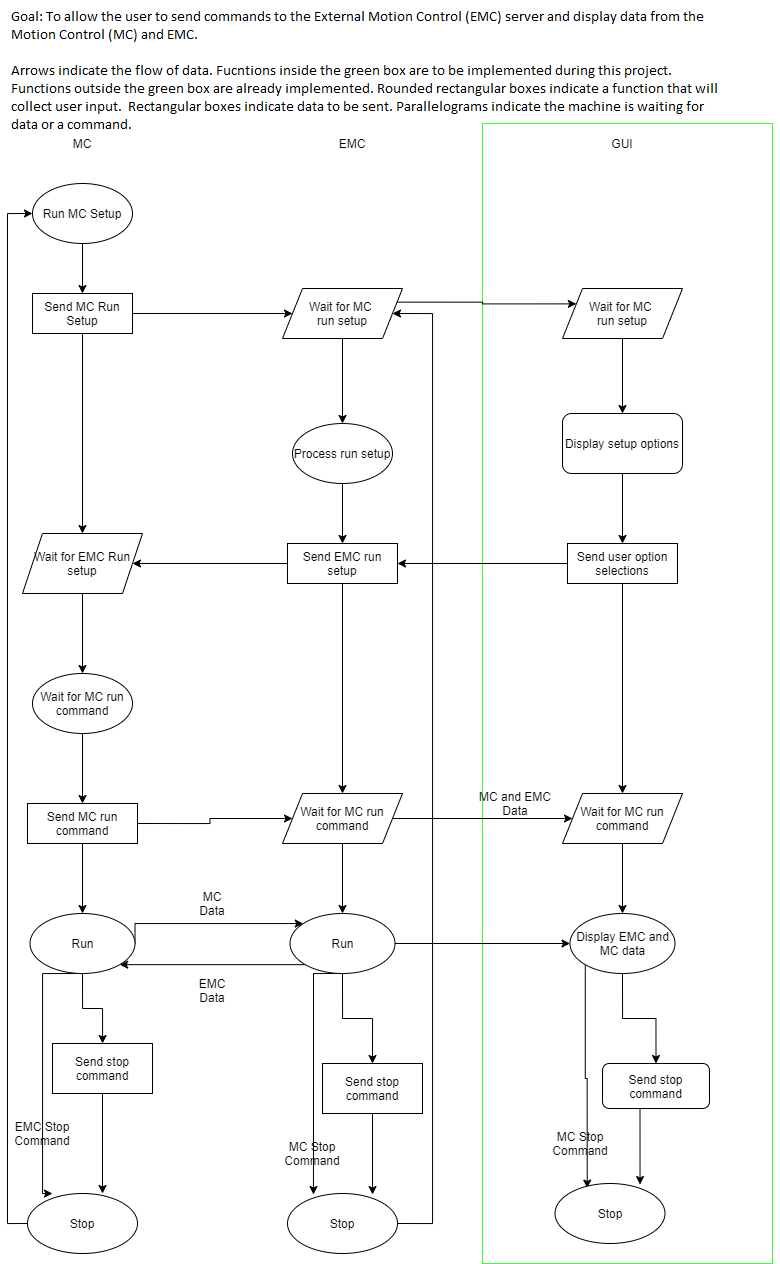 Goal: To allow the user to send commands to the External Motion Control (EMC) server and display data from the
Motion Control (MC) and EMC.
Arrows indicate the flow of data. Fucntions inside the green box are to be implemented during this project.
Functions outside the green box are already implemented. Rounded rectangular boxes indicate a function that will
collect user input.  Rectangular boxes indicate data to be sent. Parallelograms indicate the machine is waiting for
data or a command.
MC
EMC
GUI
Run MC Setup
Send MC Run
Setup
Wait for MC
run setup
Wait for MC
run setup
Process run setup
Display setup options
Wait for EMC Run
setup
Send EMC run
setup
Send user option
selections
Wait for MC run
command
Send MC run
command
Wait for MC run
command
MC and EMC
Data
Wait for MC run
command
MC
Data
Run
Run
Display EMC and
MC data
EMC
Data
Send stop
command
Send stop
command
Send stop
command
EMC Stop
Command
MC Stop
Command
MC Stop
Command
Stop
Stop
Stop